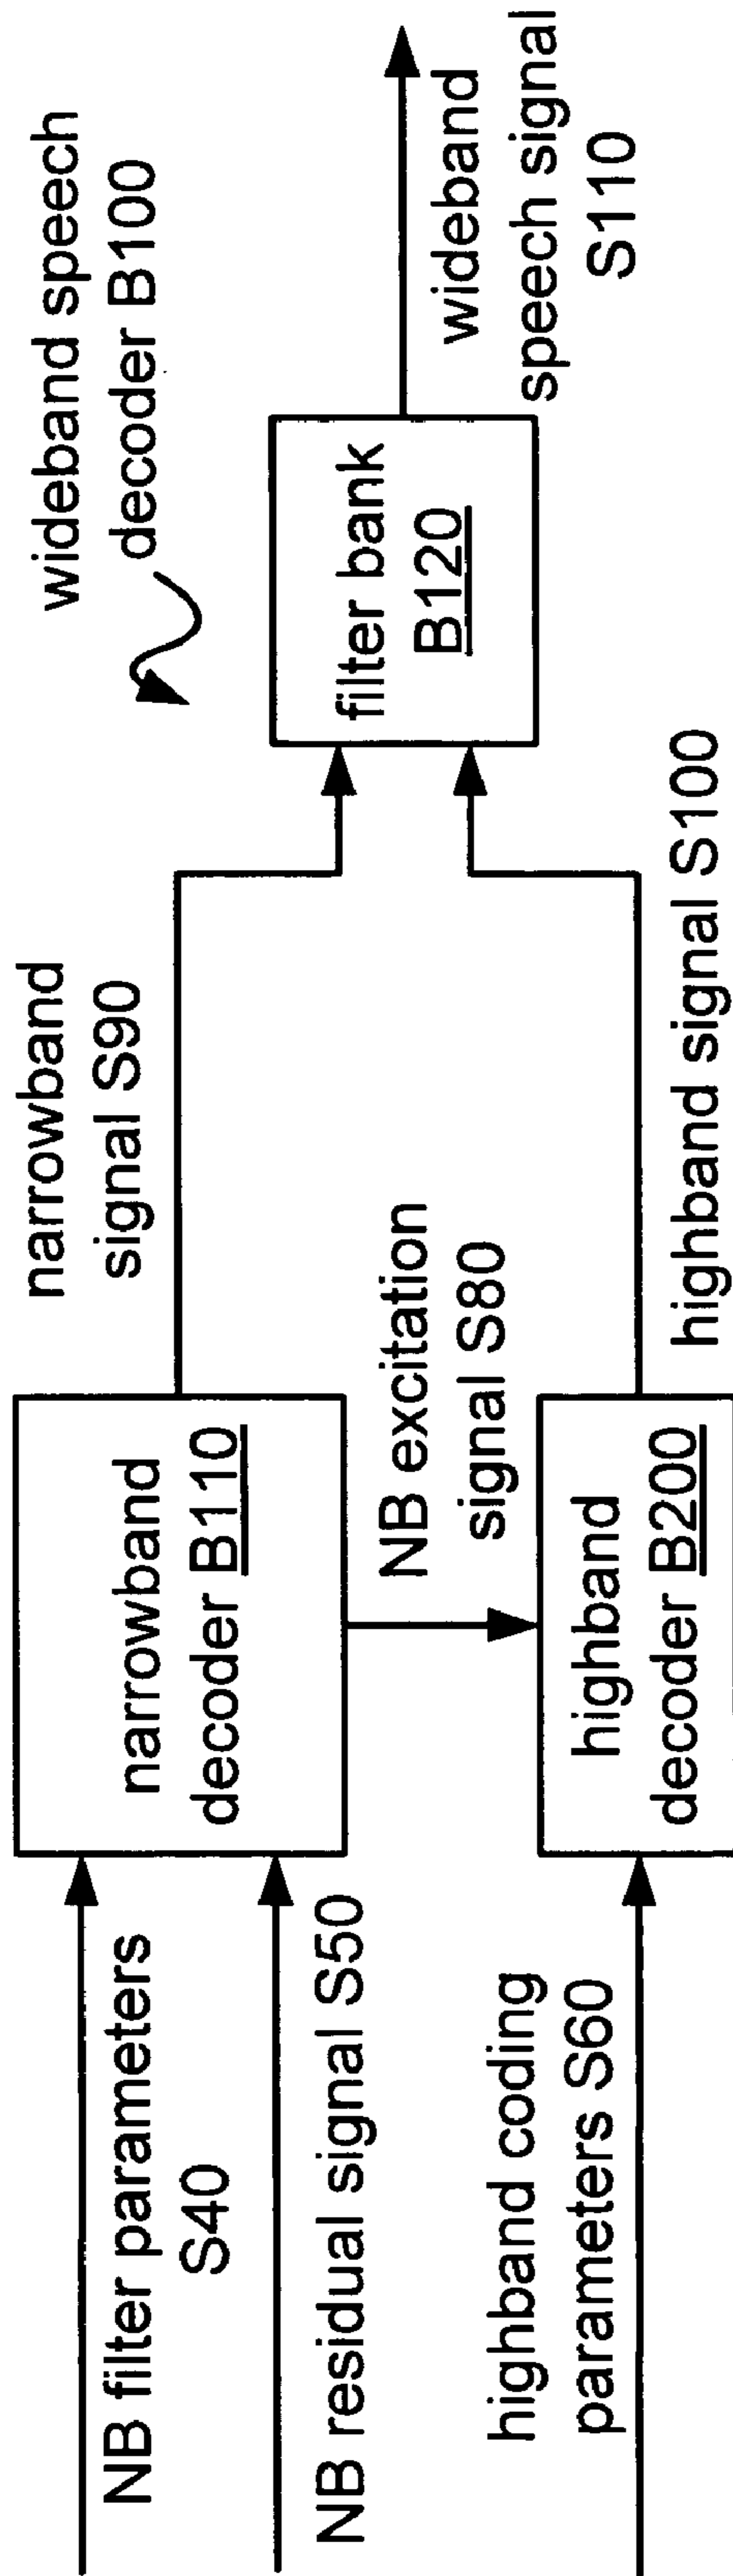 wideband speech
decoder B100
NB filter parameters
S40
NB residual signal S50
narrowband
decoder B110
narrowband
signal S90
NB excitation
signal S80
highband coding
parameters S60
highband
decoder B200
highband signal S100
filter bank
B120
wideband
speech signal
S110